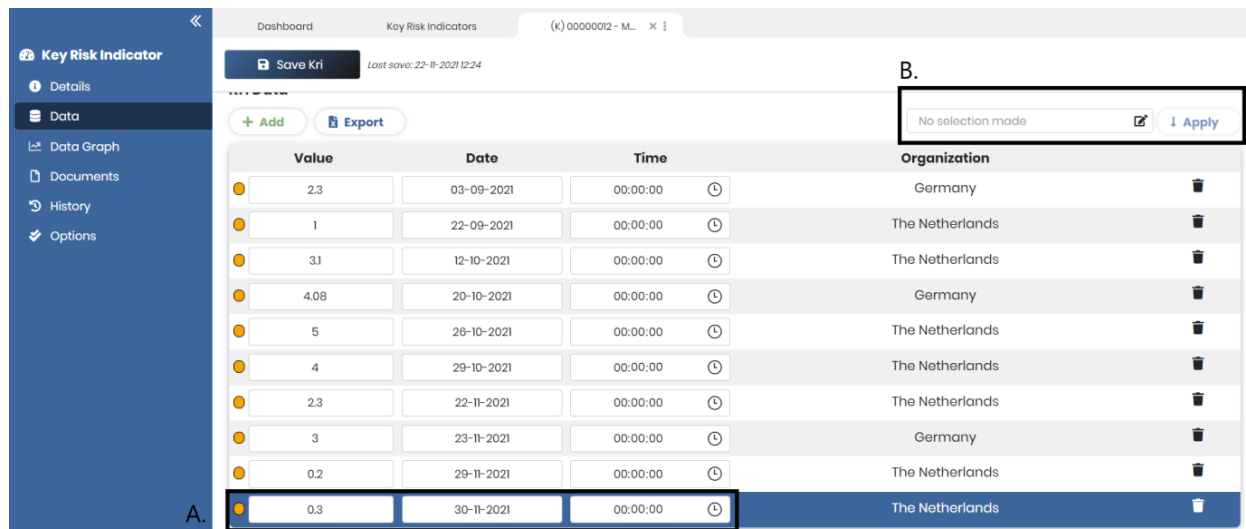 Dashboard Key Risk Indicators (K) 00000012 - M...
Key Risk Indicator
Save Kri Last save: 22-11-2021 12:24
B.
Details
Kri Data
Data
+ Add Export No selection made Apply
Data Graph
Value Date Time Organization
Documents
2.3 03-09-2021 00:00:00 Germany
History
1 22-09-2021 00:00:00 The Netherlands
Options
3.1 12-10-2021 00:00:00 The Netherlands
4.08 20-10-2021 00:00:00 Germany
5 26-10-2021 00:00:00 The Netherlands
4 29-10-2021 00:00:00 The Netherlands
2.3 22-11-2021 00:00:00 The Netherlands
3 23-11-2021 00:00:00 Germany
0.2 29-11-2021 00:00:00 The Netherlands
A. 0.3 30-11-2021 00:00:00 The Netherlands